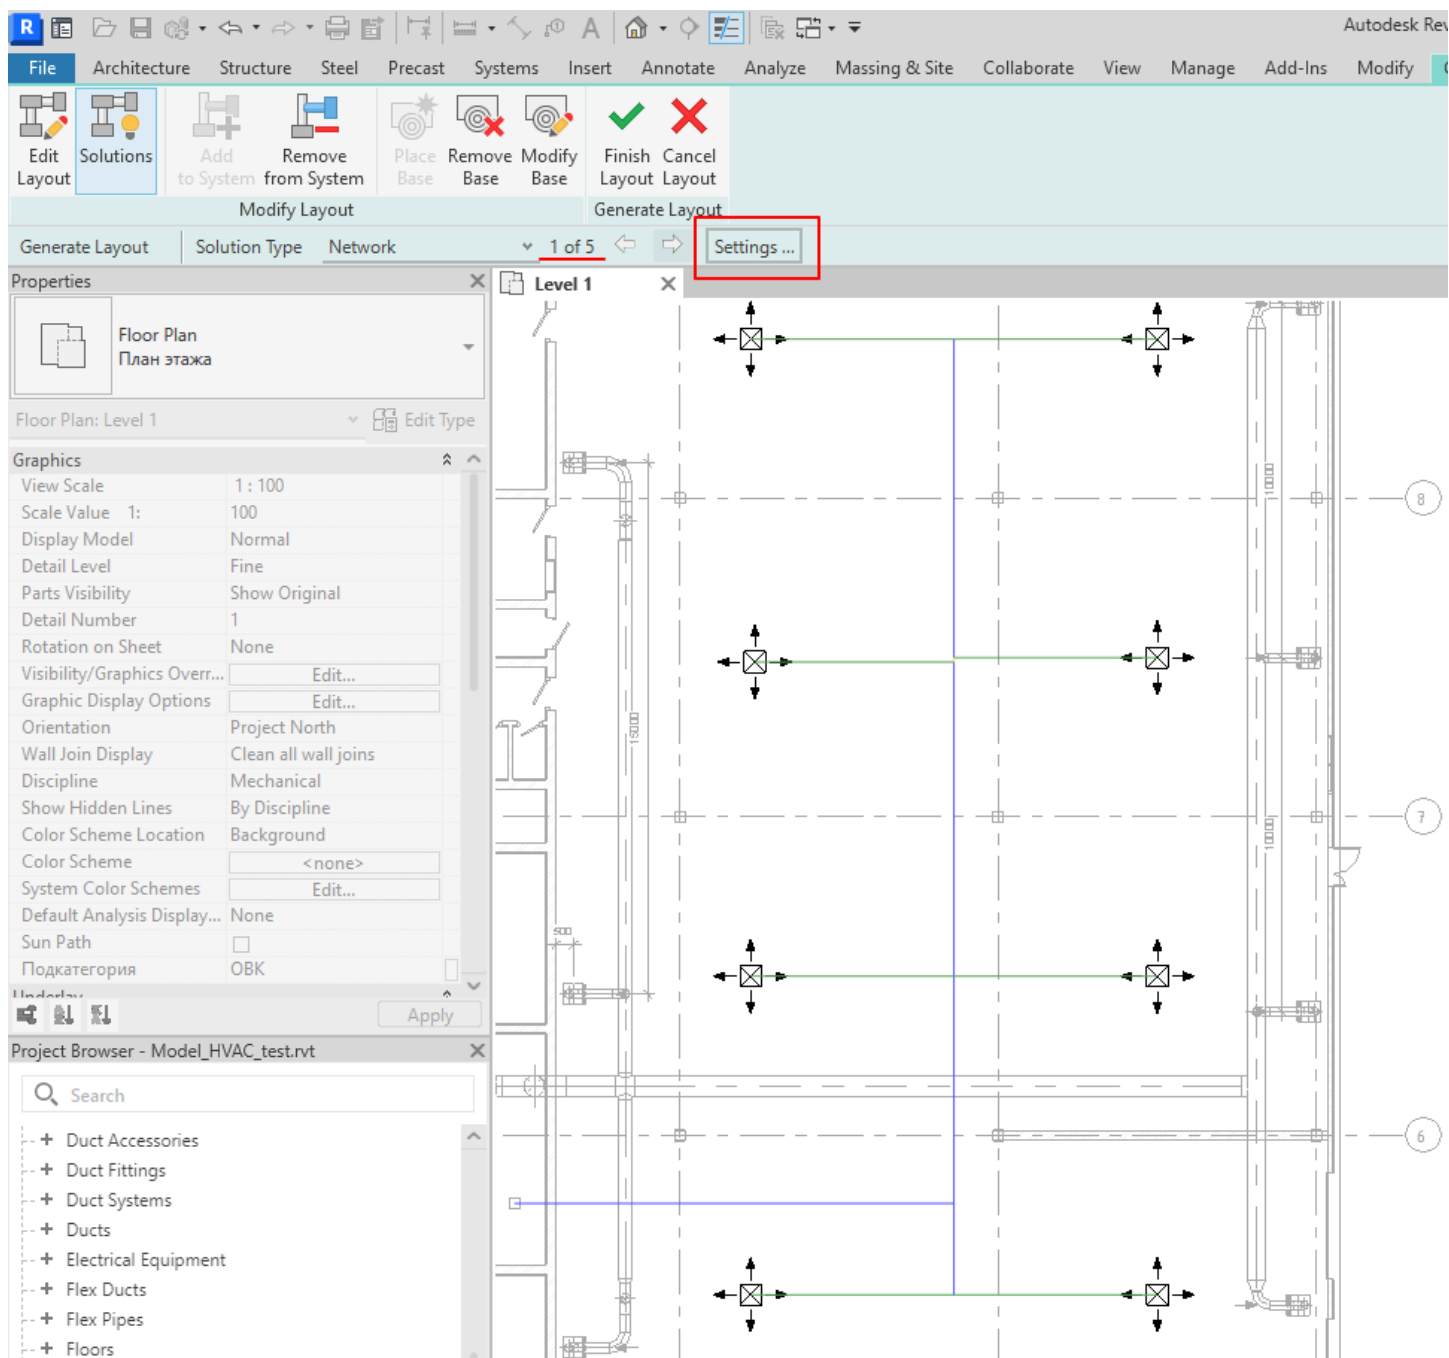 R
Autodesk Rev
File Architecture Structure Steel Precast Systems Insert Annotate Analyze Massing & Site Collaborate View Manage Add-Ins Modify
Edit Layout
Solutions
Add to System
Remove from System
Place Base
Remove Base
Modify Base
Finish Layout
Cancel Layout
Modify Layout
Generate Layout
Generate Layout Solution Type Network 1 of 5 Settings ...
Properties
Level 1
Floor Plan
План этажа
Floor Plan: Level 1 Edit Type
Graphics
View Scale 1 : 100
Scale Value 1: 100
Display Model Normal
Detail Level Fine
Parts Visibility Show Original
Detail Number 1
Rotation on Sheet None
Visibility/Graphics Overr... Edit...
Graphic Display Options Edit...
Orientation Project North
Wall Join Display Clean all wall joins
Discipline Mechanical
Show Hidden Lines By Discipline
Color Scheme Location Background
Color Scheme <none>
System Color Schemes Edit...
Default Analysis Display... None
Sun Path
Подкатегория ОВК
Underlay
Apply
Project Browser - Model_HVAC_test.rvt
Search
Duct Accessories
Duct Fittings
Duct Systems
Ducts
Electrical Equipment
Flex Ducts
Flex Pipes
Floors
8
7
6
15000
500